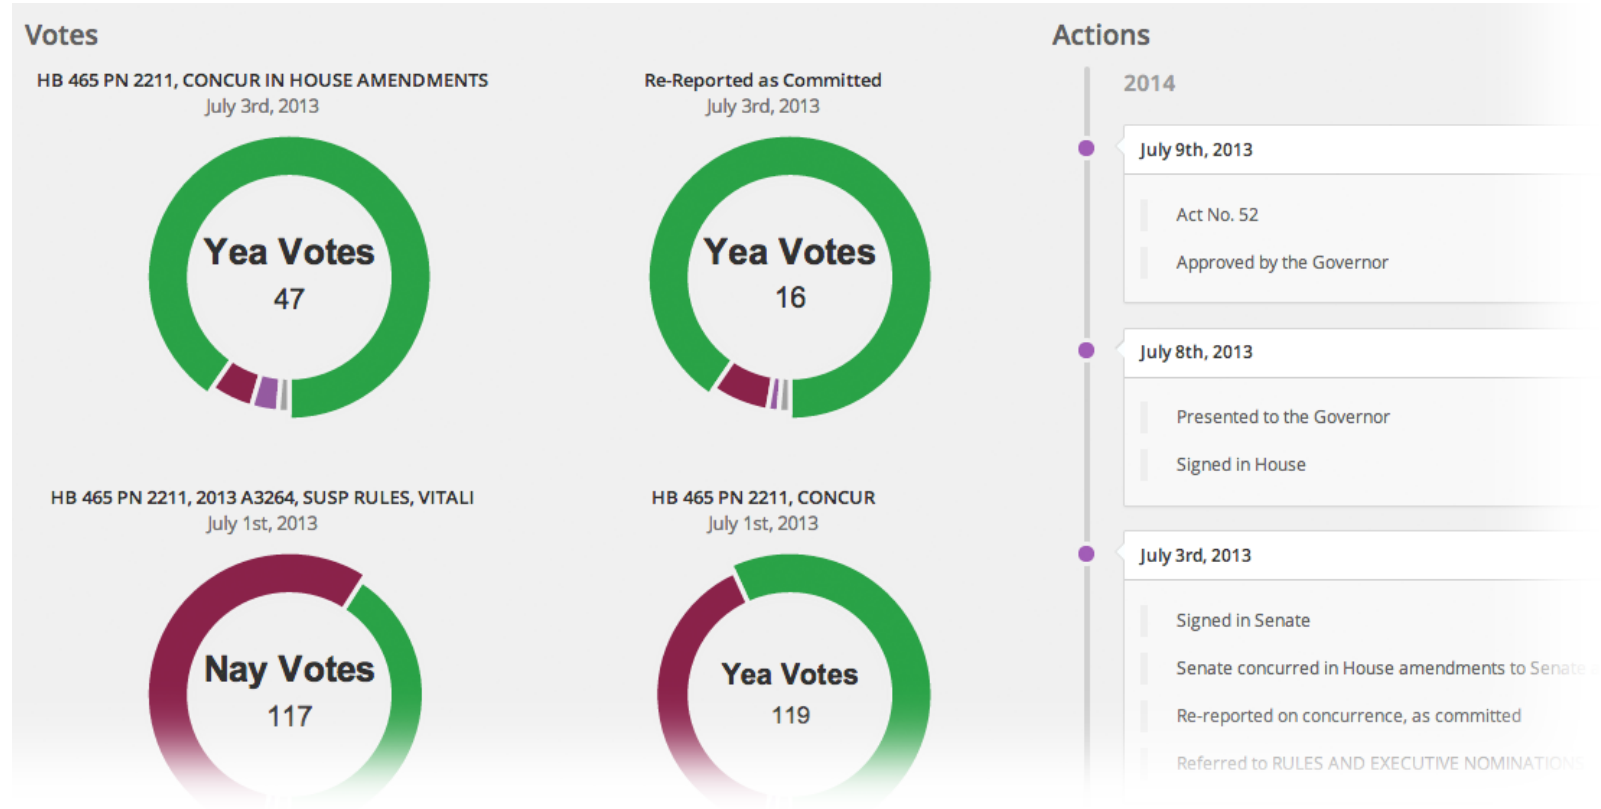 Votes
HB 465 PN 2211, CONCUR IN HOUSE AMENDMENTS
July 3rd, 2013
Yea Votes
47
Re-Reported as Committed
July 3rd, 2013
Yea Votes
16
HB 465 PN 2211, 2013 A3264, SUSP RULES, VITALI
July 1st, 2013
Nay Votes
117
HB 465 PN 2211, CONCUR
July 1st, 2013
Yea Votes
119
Actions
2014
July 9th, 2013
Act No. 52
Approved by the Governor
July 8th, 2013
Presented to the Governor
Signed in House
July 3rd, 2013
Signed in Senate
Senate concurred in House amendments to Senate
Re-reported on concurrence, as committed
Referred to RULES AND EXECUTIVE NOMINATIONS